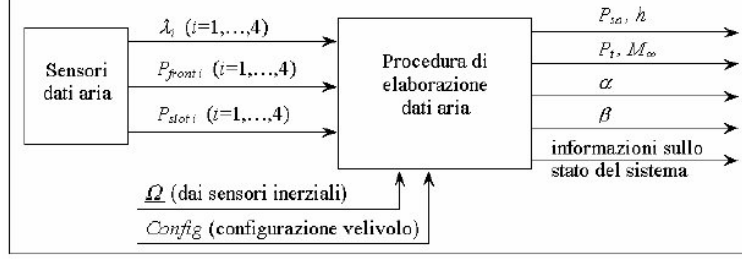 λi (i=1,...,4)
Pfront i (i=1,...,4)
Pslot i (i=1,...,4)
Sensori
dati aria
Procedura di
elaborazione
dati aria
Psa, h
Pt, M∞
α
β
informazioni sullo
stato del sistema
Ω (dai sensori inerziali)
Config (configurazione velivolo)